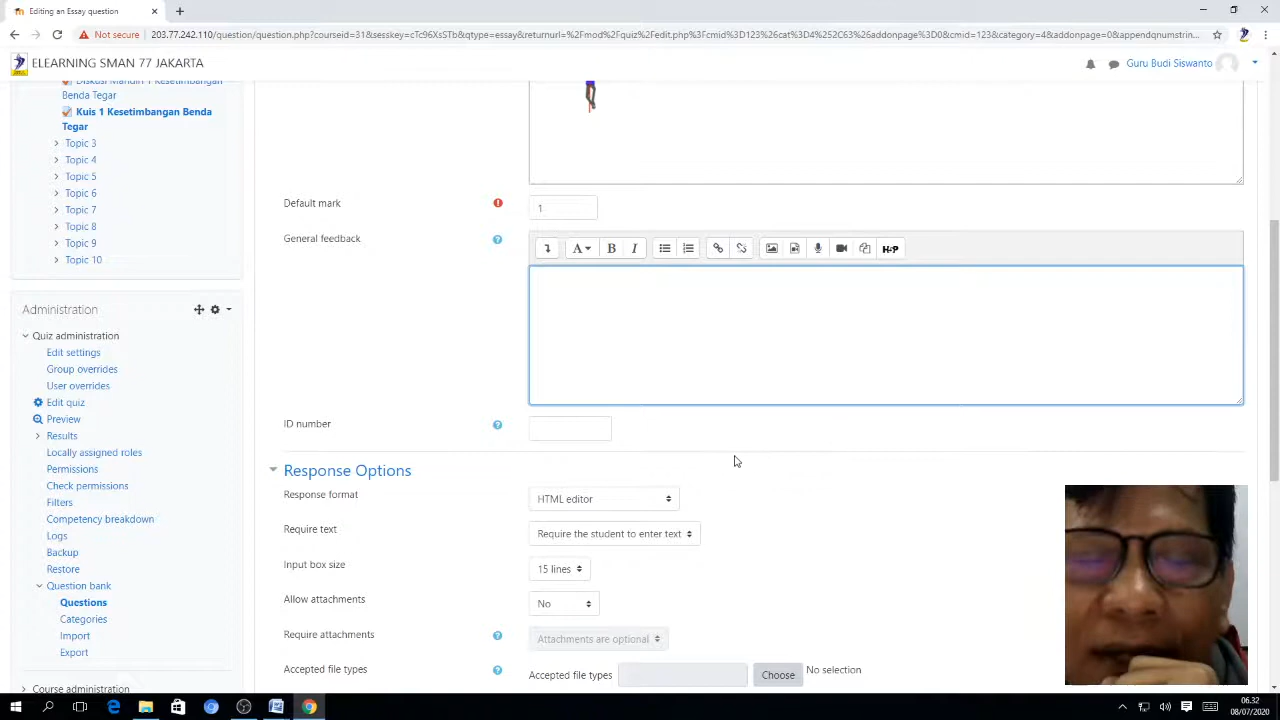 Editing an Essay question
Not secure
203.77.242.110/question/question.php?courseid=31&sesskey=cTc96XsSTb&qtype=essay&returnurl=%2Fmod%2Fquiz%2Fedit.php%3Fcmid%3D123%26cat%3D4%252C63%26addonpage%3D0&cmid=123&category=4&addonpage=0&appendqnumstrin...
ELEARNING SMAN 77 JAKARTA
Guru Budi Siswanto
Diskusi Mandiri 1 Kesetimbangan
Benda Tegar
Kuis 1 Kesetimbangan Benda
Tegar
Topic 3
Topic 4
Topic 5
Topic 6
Topic 7
Topic 8
Topic 9
Topic 10
Administration
Quiz administration
Edit settings
Group overrides
User overrides
Edit quiz
Preview
Results
Locally assigned roles
Permissions
Check permissions
Filters
Competency breakdown
Logs
Backup
Restore
Question bank
Questions
Categories
Import
Export
Course administration
Default mark
1
General feedback
A B I
H-P
ID number
Response Options
Response format
HTML editor
Require text
Require the student to enter text
Input box size
15 lines
Allow attachments
No
Require attachments
Attachments are optional
Accepted file types
Accepted file types
Choose
No selection
06.32
08/07/2020